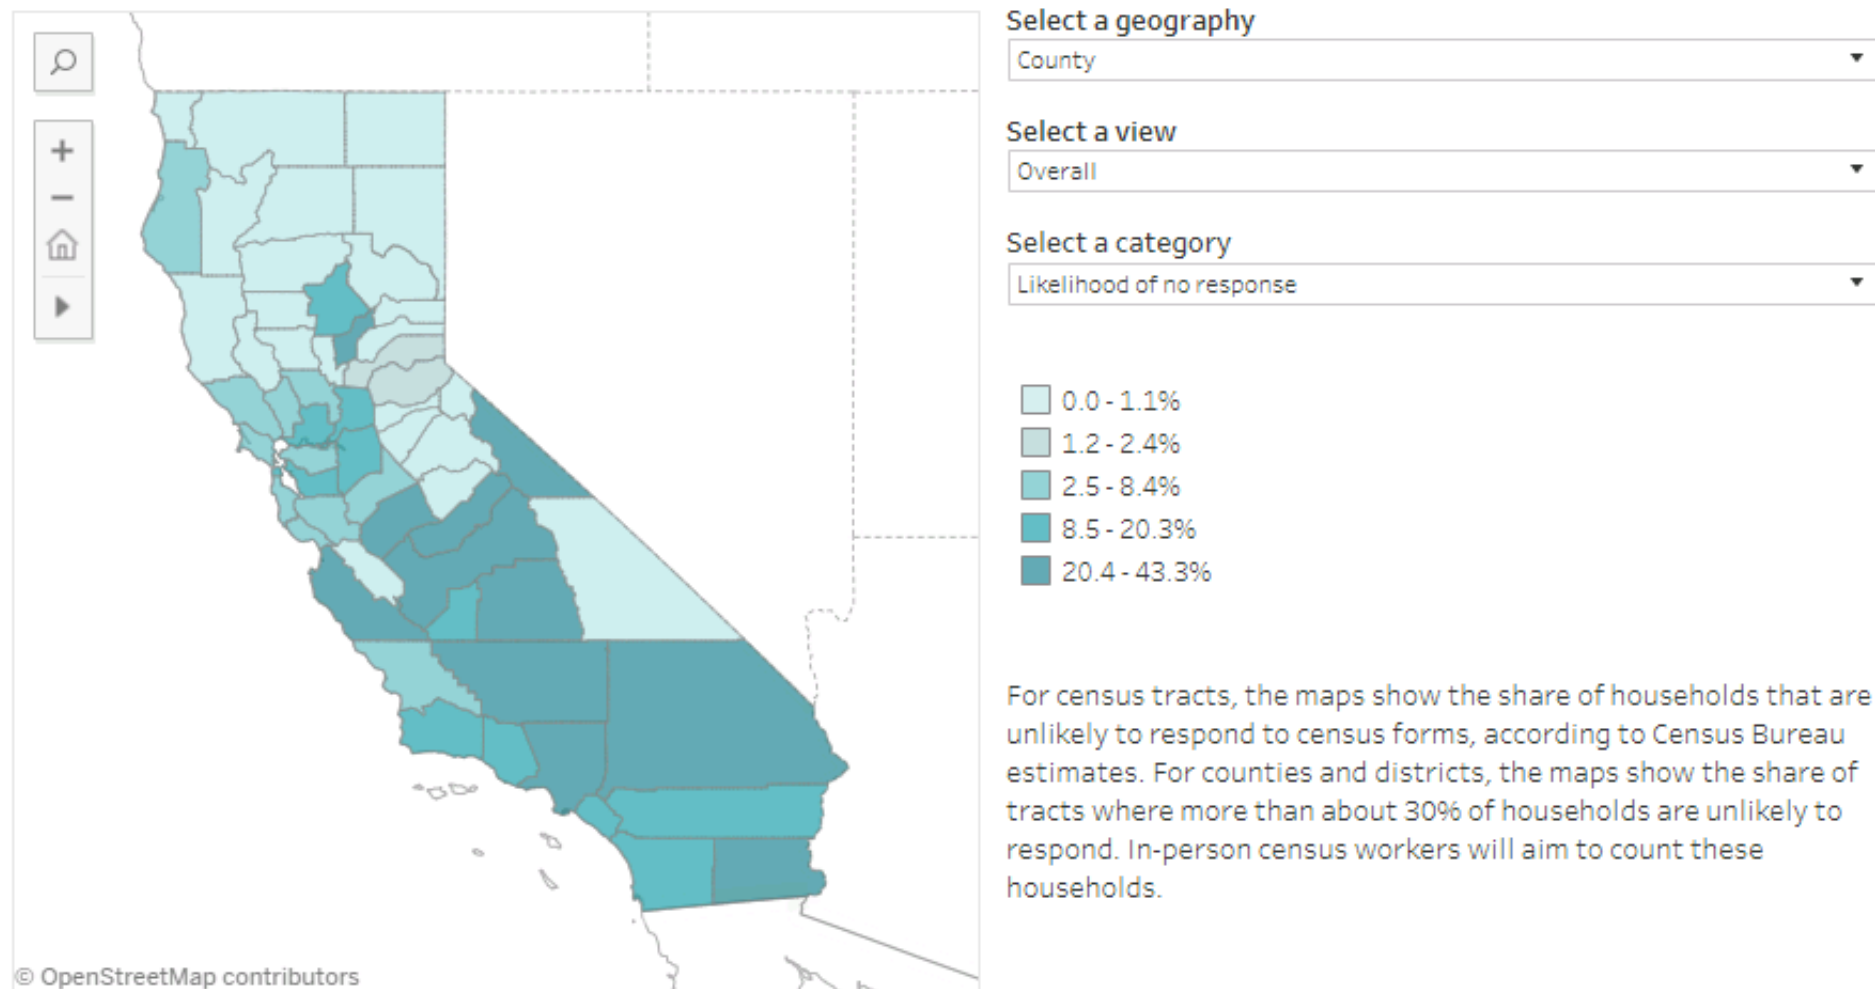 Select a geography
County
Select a view
Overall
Select a category
Likelihood of no response
0.0 - 1.1%
1.2 - 2.4%
2.5 - 8.4%
8.5 - 20.3%
20.4 - 43.3%
For census tracts, the maps show the share of households that are
unlikely to respond to census forms, according to Census Bureau
estimates. For counties and districts, the maps show the share of
tracts where more than about 30% of households are unlikely to
respond. In-person census workers will aim to count these
households.
© OpenStreetMap contributors